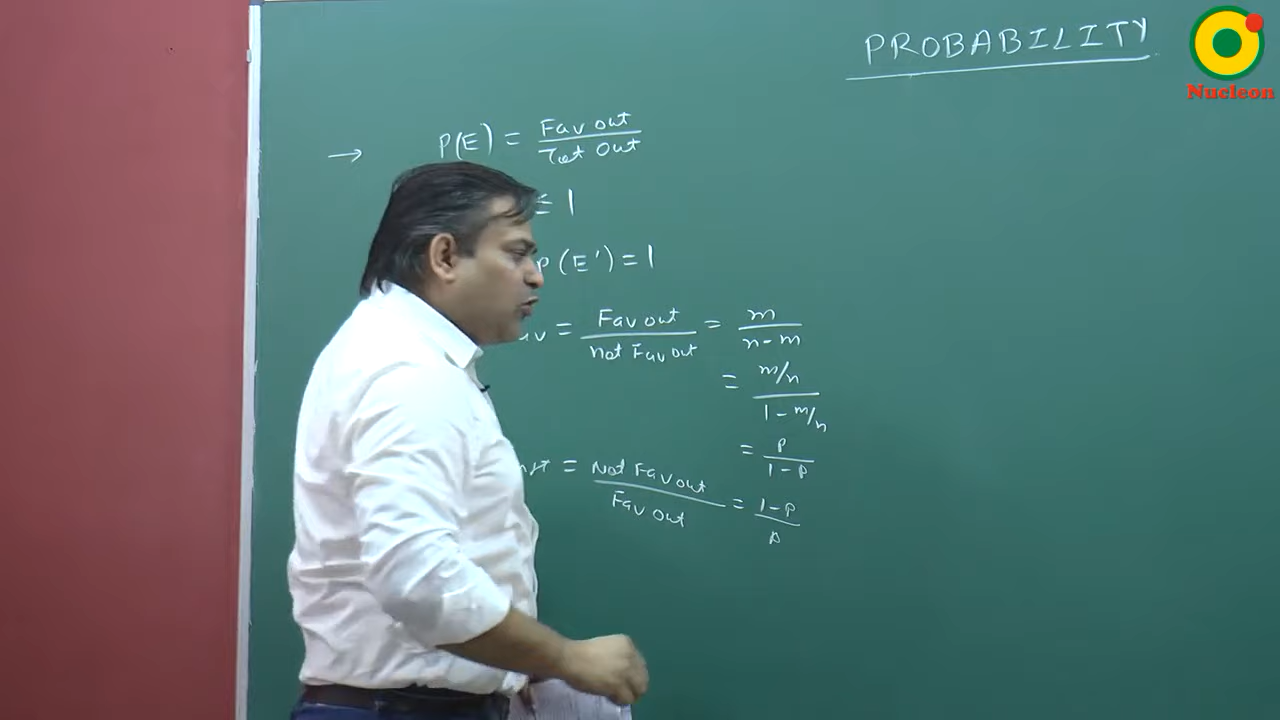 PROBABILITY
Nucleon
→ P(E) = Fav out / Tot Out
≤ 1
P(E') = 1
av = Fav out / not Fav out = m / n - m
= m/n / 1 - m/n
= P / 1 - P
= Not Fav out / Fav out = 1 - P / P